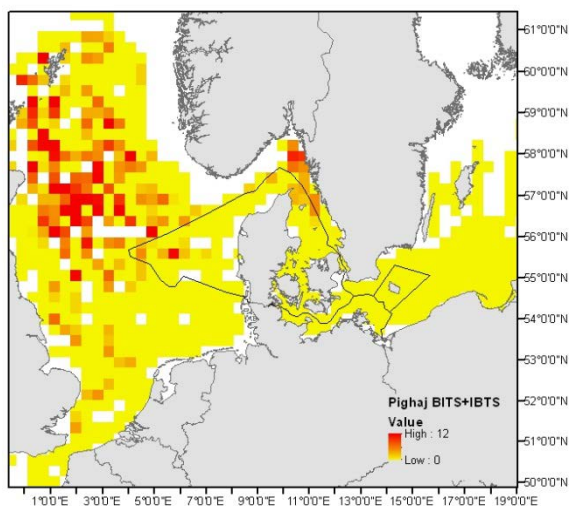 61°0'0"N
60°0'0"N
59°0'0"N
58°0'0"N
57°0'0"N
56°0'0"N
55°0'0"N
54°0'0"N
53°0'0"N
52°0'0"N
51°0'0"N
50°0'0"N
Pighaj BITS+IBTS
Value
High : 12
Low : 0
1°0'0"E 3°0'0"E 5°0'0"E 7°0'0"E 9°0'0"E 11°0'0"E 13°0'0"E 15°0'0"E 17°0'0"E 19°0'0"E